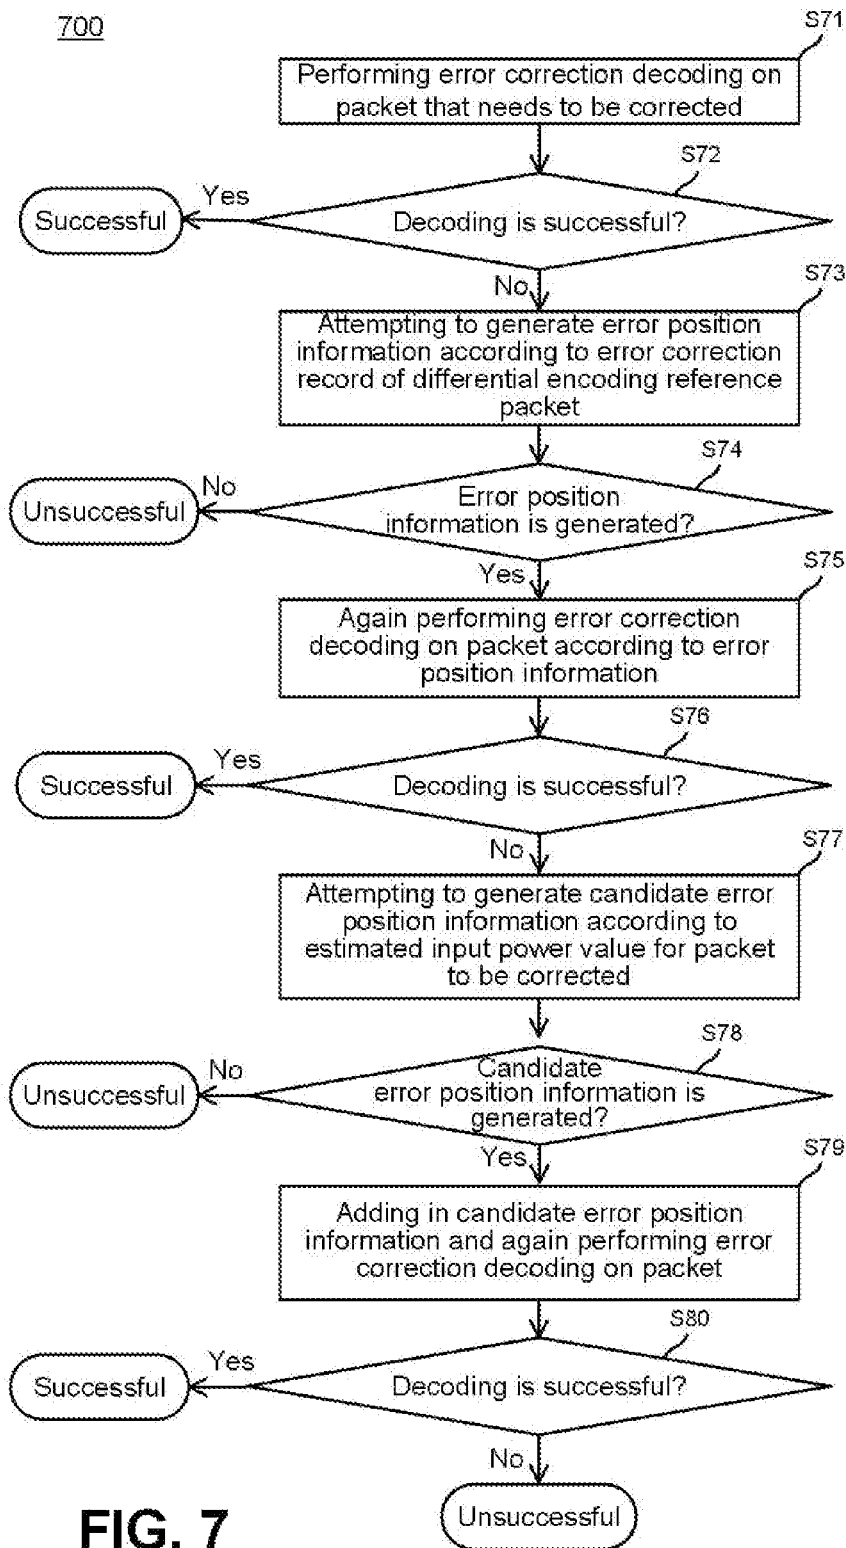 700
S71
Performing error correction decoding on
packet that needs to be corrected
S72
Yes
Successful
Decoding is successful?
No
S73
Attempting to generate error position
information according to error correction
record of differential encoding reference
packet
S74
No
Unsuccessful
Error position
information is generated?
Yes
S75
Again performing error correction
decoding on packet according to error
position information
S76
Yes
Successful
Decoding is successful?
No
S77
Attempting to generate candidate error
position information according to
estimated input power value for packet
to be corrected
S78
No
Unsuccessful
Candidate
error position information is
generated?
Yes
S79
Adding in candidate error position
information and again performing error
correction decoding on packet
S80
Yes
Successful
Decoding is successful?
No
Unsuccessful
FIG. 7